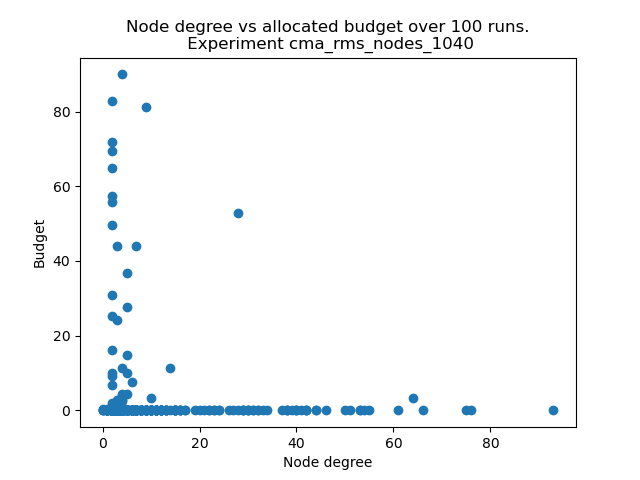 Node degree vs allocated budget over 100 runs.
Experiment cma_rms_nodes_1040
Budget
80
60
40
20
0
0 20 40 60 80
Node degree